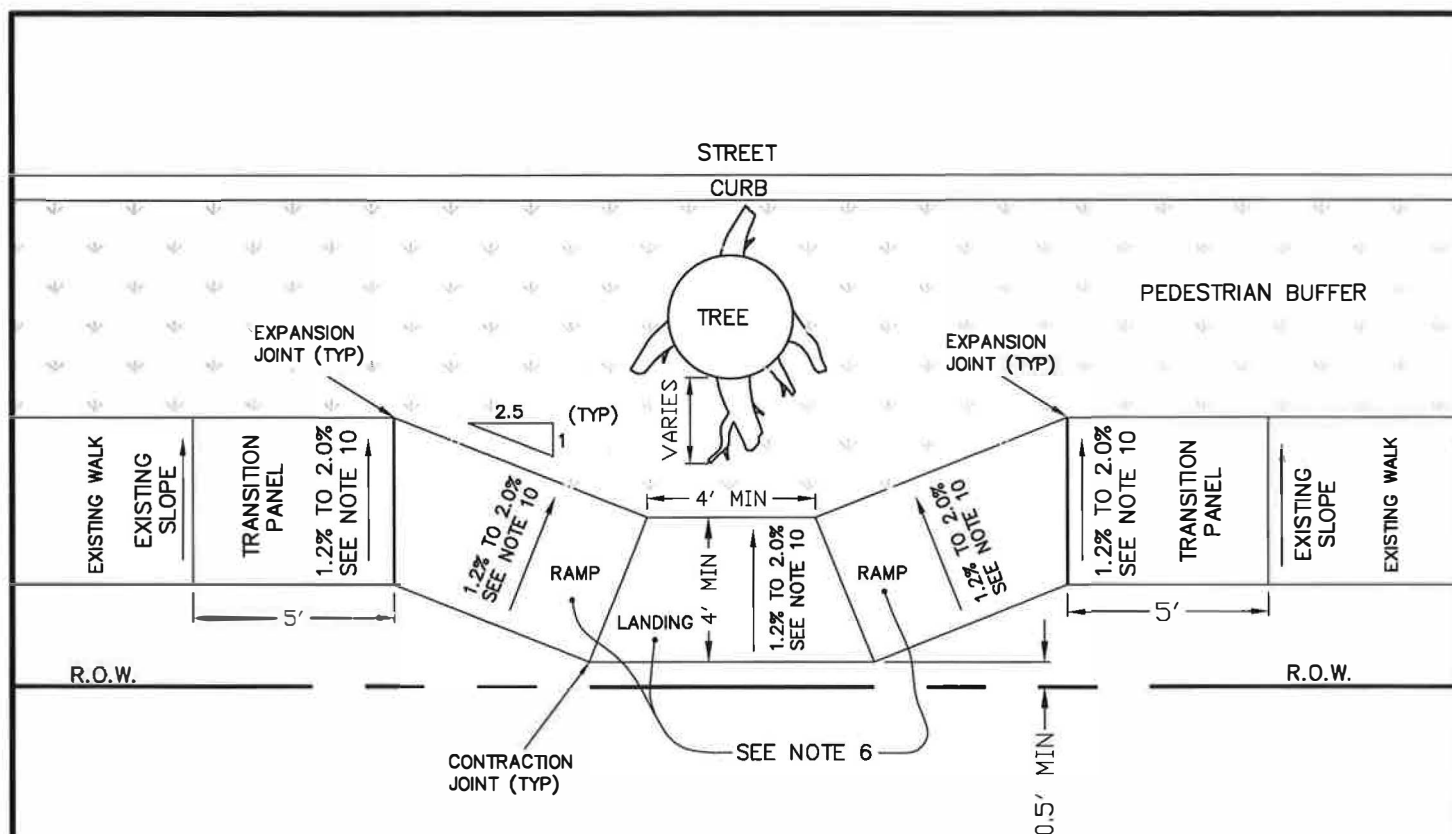 STREET
CURB
TREE
PEDESTRIAN BUFFER
EXPANSION
JOINT (TYP)
EXPANSION
JOINT (TYP)
VARIES
2.5
(TYP)
1
EXISTING WALK
EXISTING
SLOPE
TRANSITION
PANEL
1.2% TO 2.0%
SEE NOTE 10
1.2% TO 2.0%
SEE NOTE 10
RAMP
4' MIN
4' MIN
LANDING
1.2% TO 2.0%
SEE NOTE 10
RAMP
1.2% TO 2.0%
SEE NOTE 10
1.2% TO 2.0%
SEE NOTE 10
TRANSITION
PANEL
EXISTING
SLOPE
EXISTING WALK
5'
5'
R.O.W.
R.O.W.
SEE NOTE 6
CONTRACTION
JOINT (TYP)
0.5' MIN